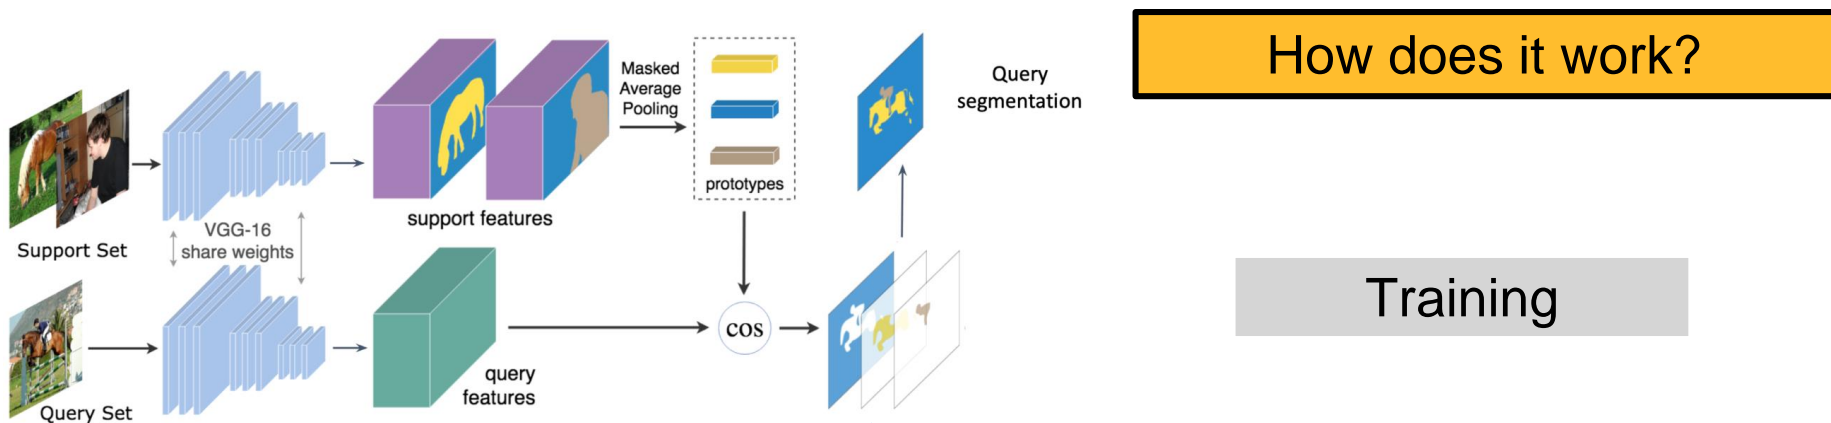 How does it work?
Masked
Average
Pooling
Query
segmentation
prototypes
support features
VGG-16
share weights
Support Set
Training
cos
query
features
Query Set